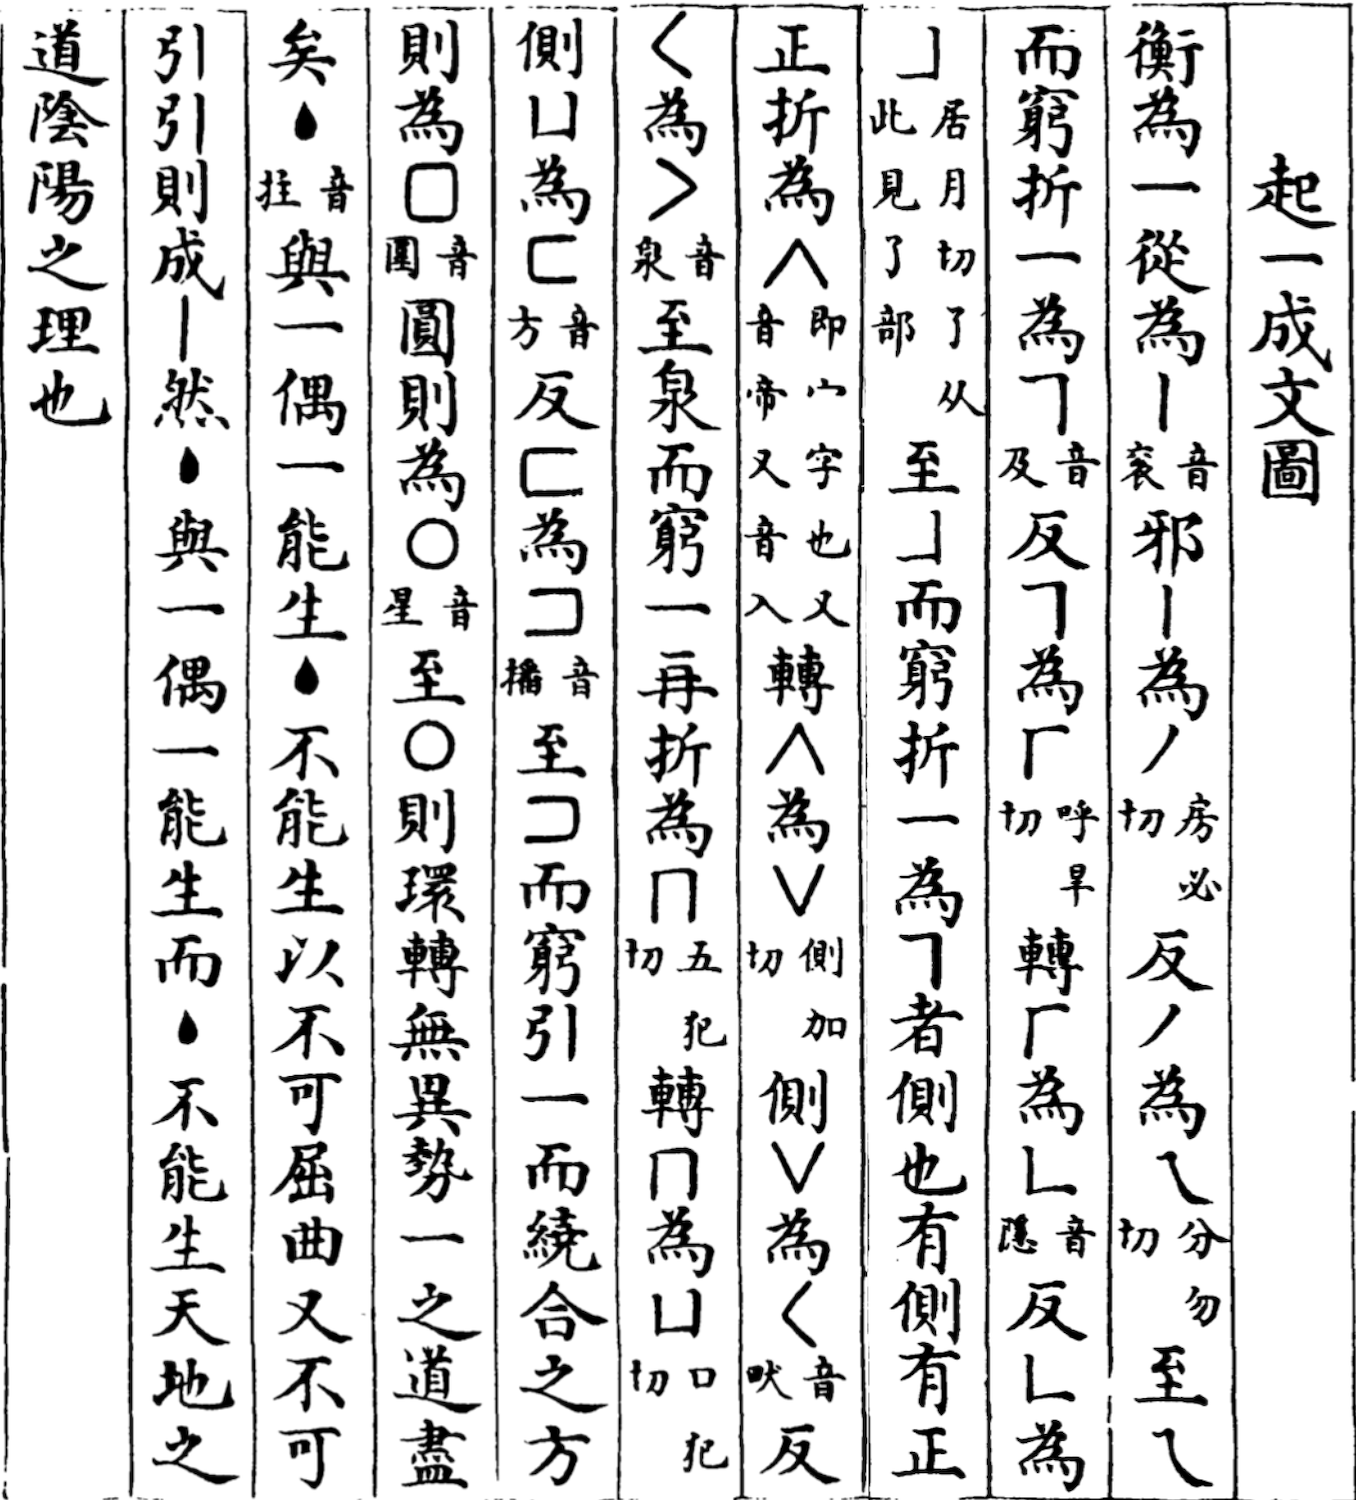 起一成文圖
衡為一從為丨音衮邪丨為丿房必切反丿為乀分勿切至乀
而窮折一為㇕音及反㇕為厂呼旱切轉厂為𠃊音隱反𠃊為
亅居月切了从此見了部至亅而窮折一為㇕者側也有側有正
正折為∧即宀字也又音帝又音入轉∧為∨側加切側∨為く音畎反
く為〉音泉至泉而窮一再折為冂五犯切轉冂為凵口犯切
側凵為匚音方反匚為コ音播至コ而窮引一而繞合之方
則為囗音圍圓則為〇音星至〇則環轉無異勢一之道盡
矣丶音拄與一偶一能生丶不能生以不可屈曲又不可
引引則成丨然丶與一偶一能生而丶不能生天地之
道陰陽之理也